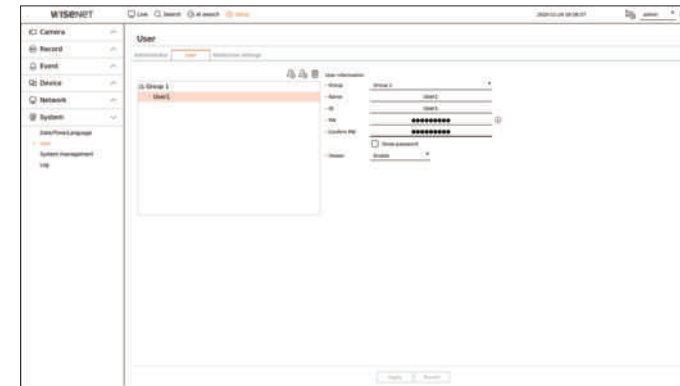 WISENET
Live Search AI search Setup
admin
Camera
Record
Event
Device
Network
System
Date/Time/Language
User
System management
Log
User
Administrator User Restriction settings
Group 1
User1
User information
Group Group 1
Name User1
ID User1
PW ●●●●●●●●●
Confirm PW ●●●●●●●●●
Show password
Viewer Enable
Apply Revert